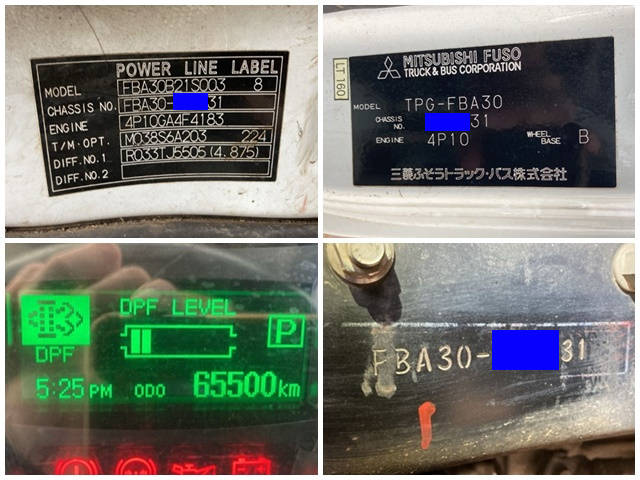 POWER LINE LABEL
MODEL FBA30B21S003 8
CHASSIS NO. FBA30- 31
ENGINE 4P10GA4F4183
T/M·OPT. M038S6A203 224
DIFF.NO.1 R033TJ5505(4.875)
DIFF.NO.2
LT160
MITSUBISHI FUSO
TRUCK & BUS CORPORATION
MODEL TPG-FBA30
CHASSIS NO. 31
ENGINE 4P10 WHEEL BASE B
三菱ふそうトラック・バス株式会社
DPF LEVEL
DPF
P
5:25 PM ODO 65500km
FBA30- 31